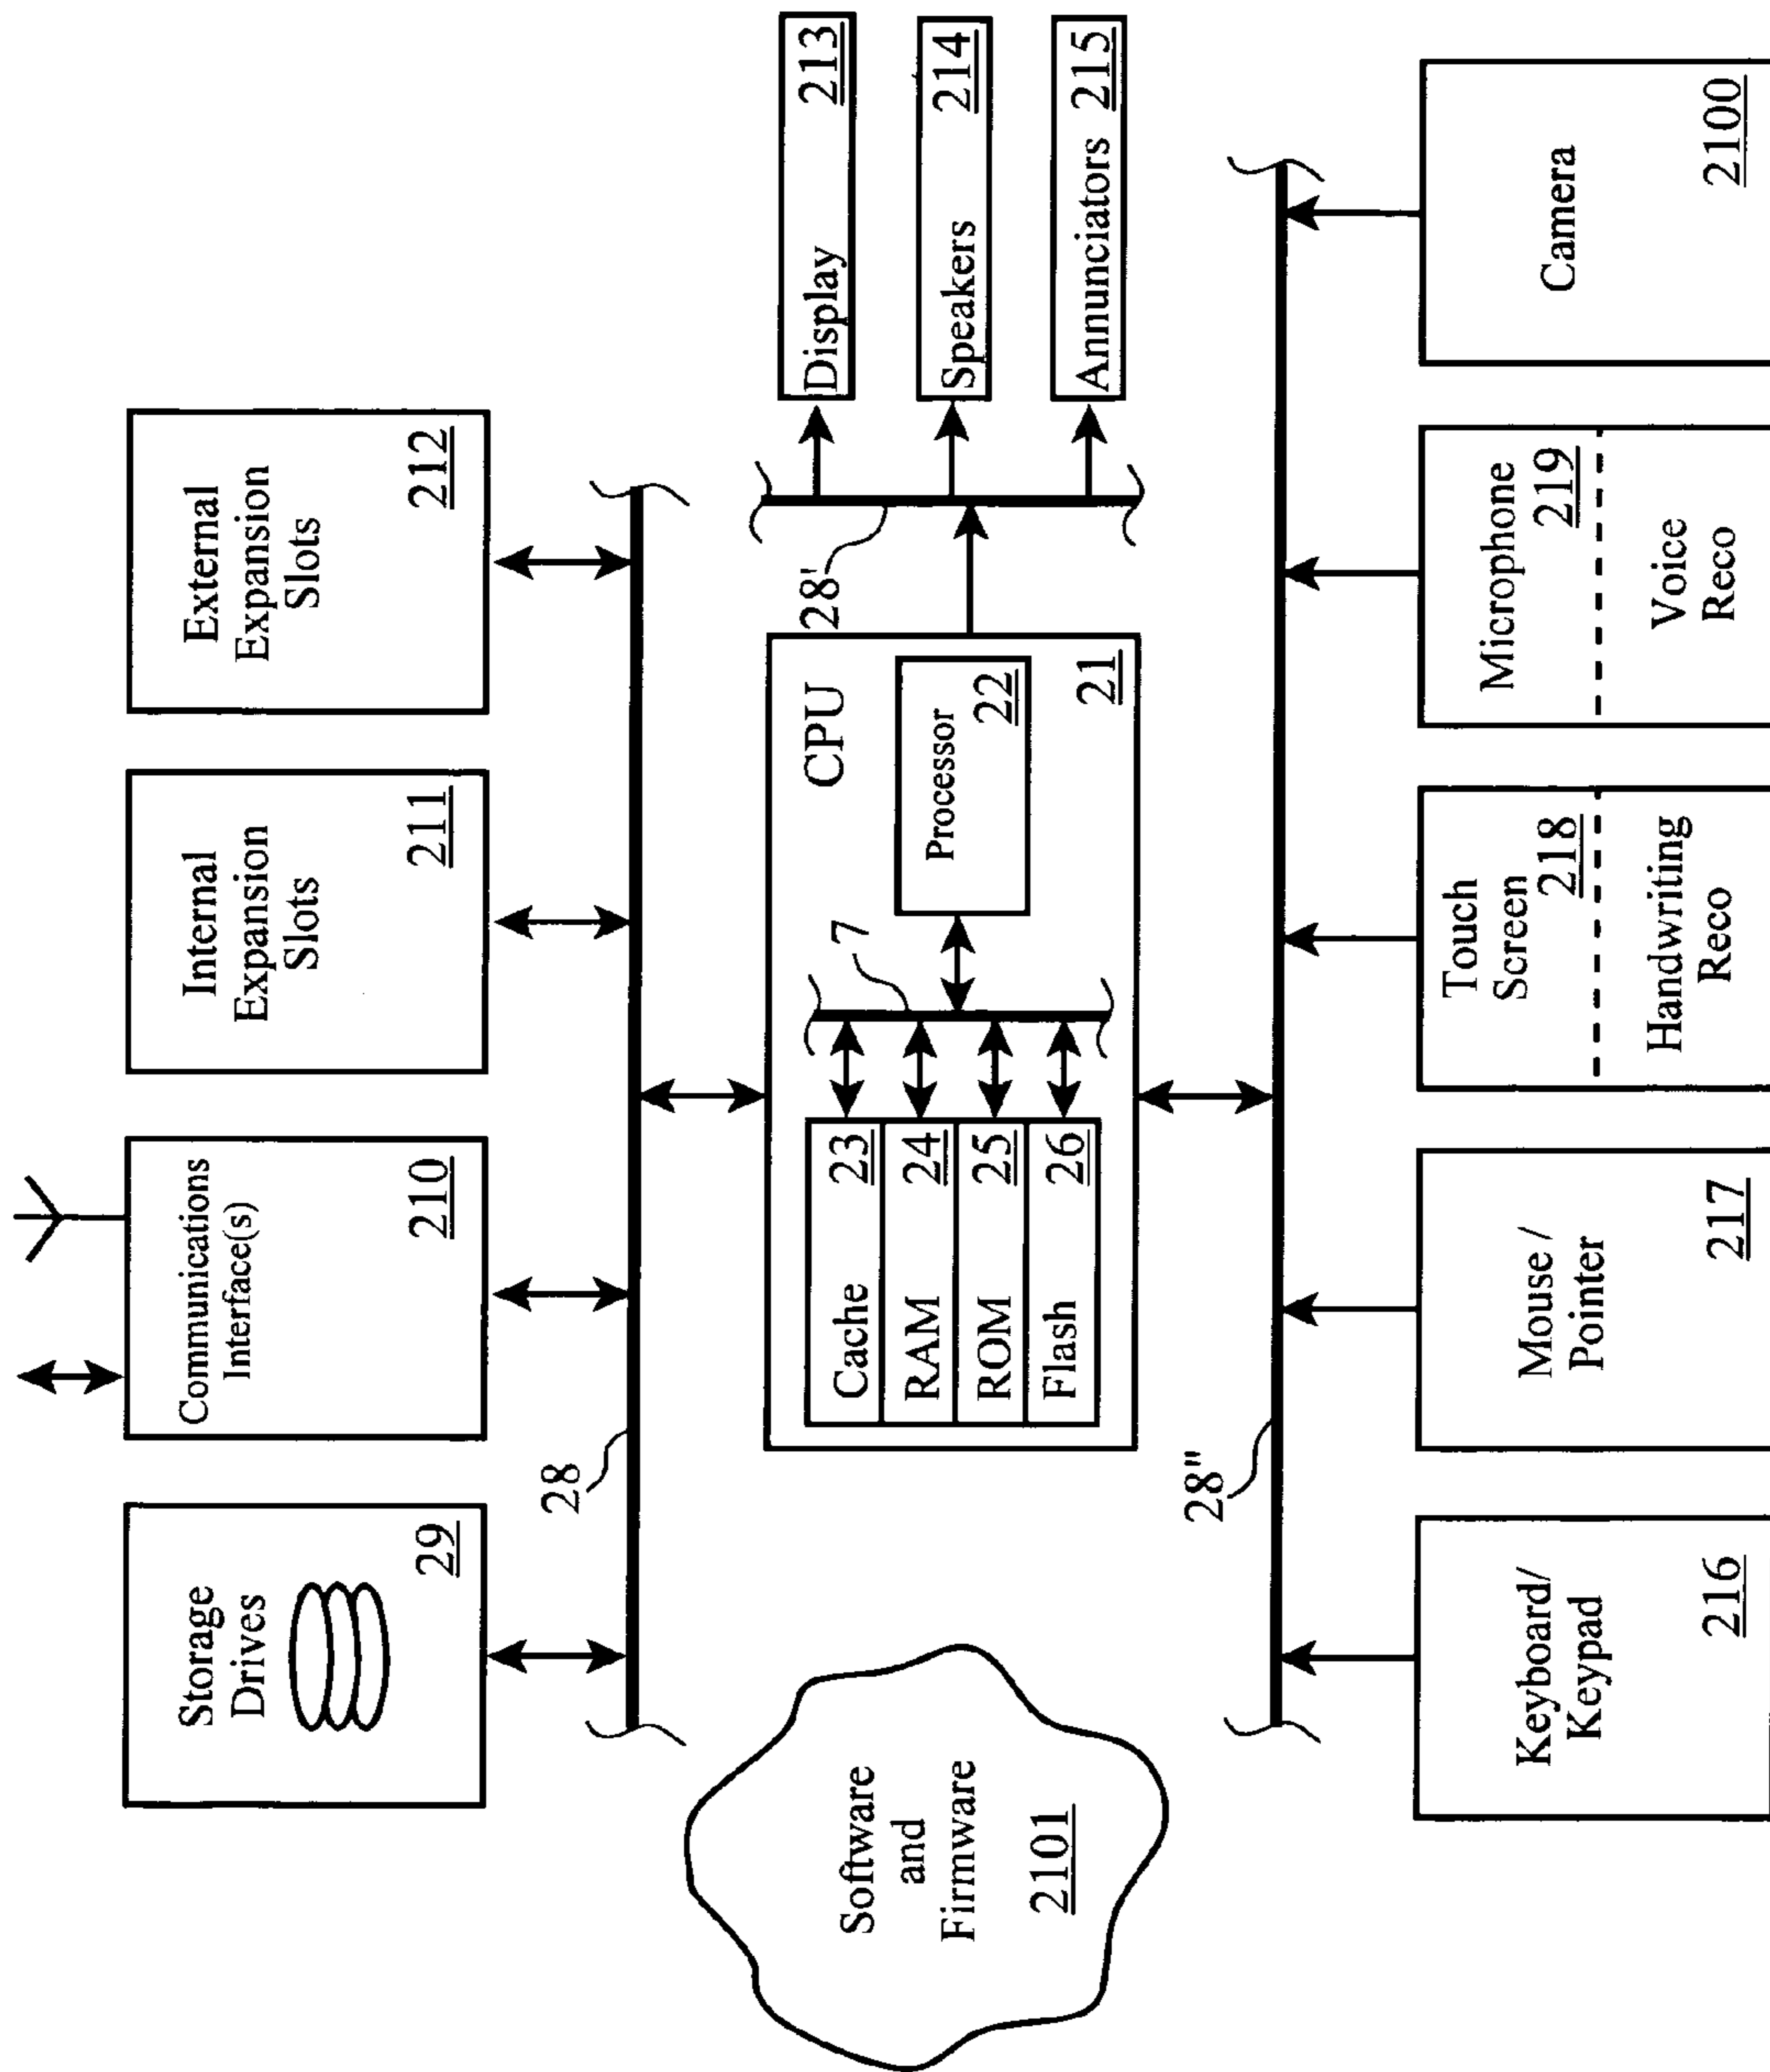 Storage
Drives
29
Communications
Interface(s)
210
Internal
Expansion
Slots
211
External
Expansion
Slots
212
28
Software
and
Firmware
2101
CPU
21
Cache 23
RAM 24
ROM 25
Flash 26
7
Processor
22
28'
Display 213
Speakers 214
Annunciators 215
28"
Keyboard/
Keypad
216
Mouse /
Pointer
217
Touch
Screen
218
Handwriting
Reco
Microphone
219
Voice
Reco
Camera
2100